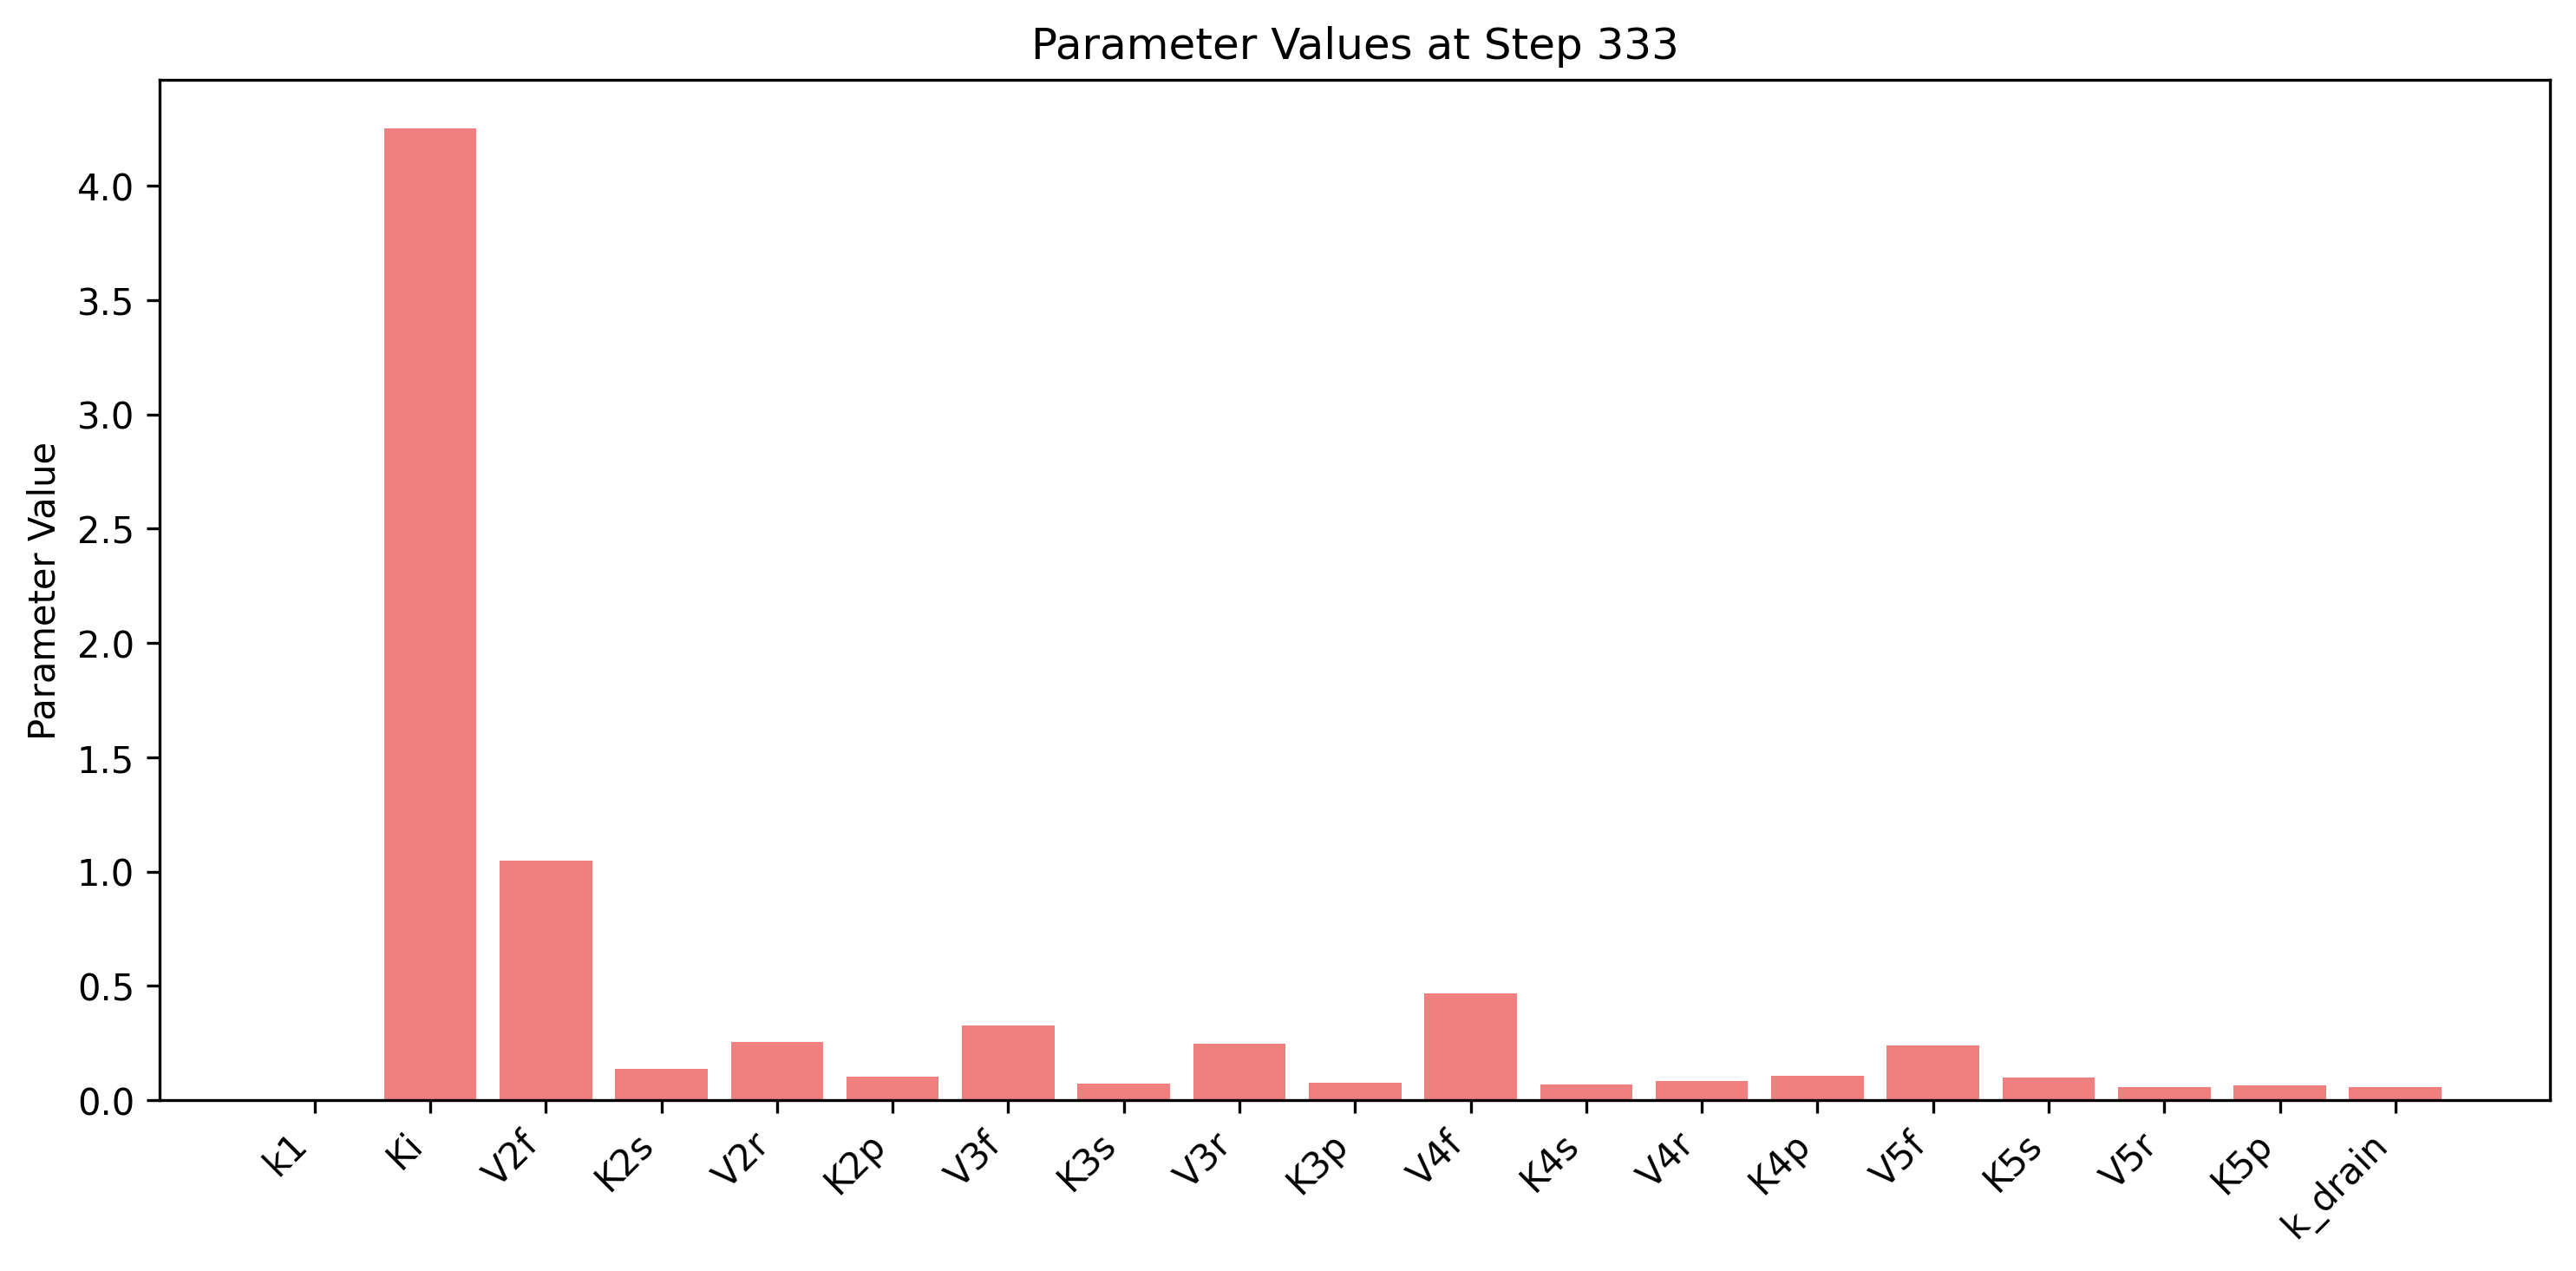 Parameter Values at Step 333
Parameter Value
4.0
3.5
3.0
2.5
2.0
1.5
1.0
0.5
0.0
k1
Ki
V2f
K2s
V2r
K2p
V3f
K3s
V3r
K3p
V4f
K4s
V4r
K4p
V5f
K5s
V5r
K5p
k_drain